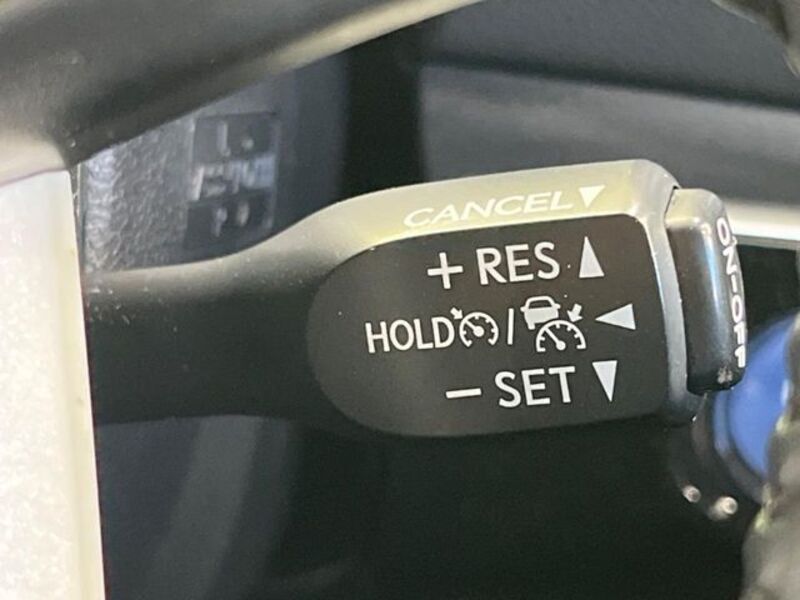 CANCEL▼
+ RES ▲
HOLD / ◀
− SET ▼
ON-OFF